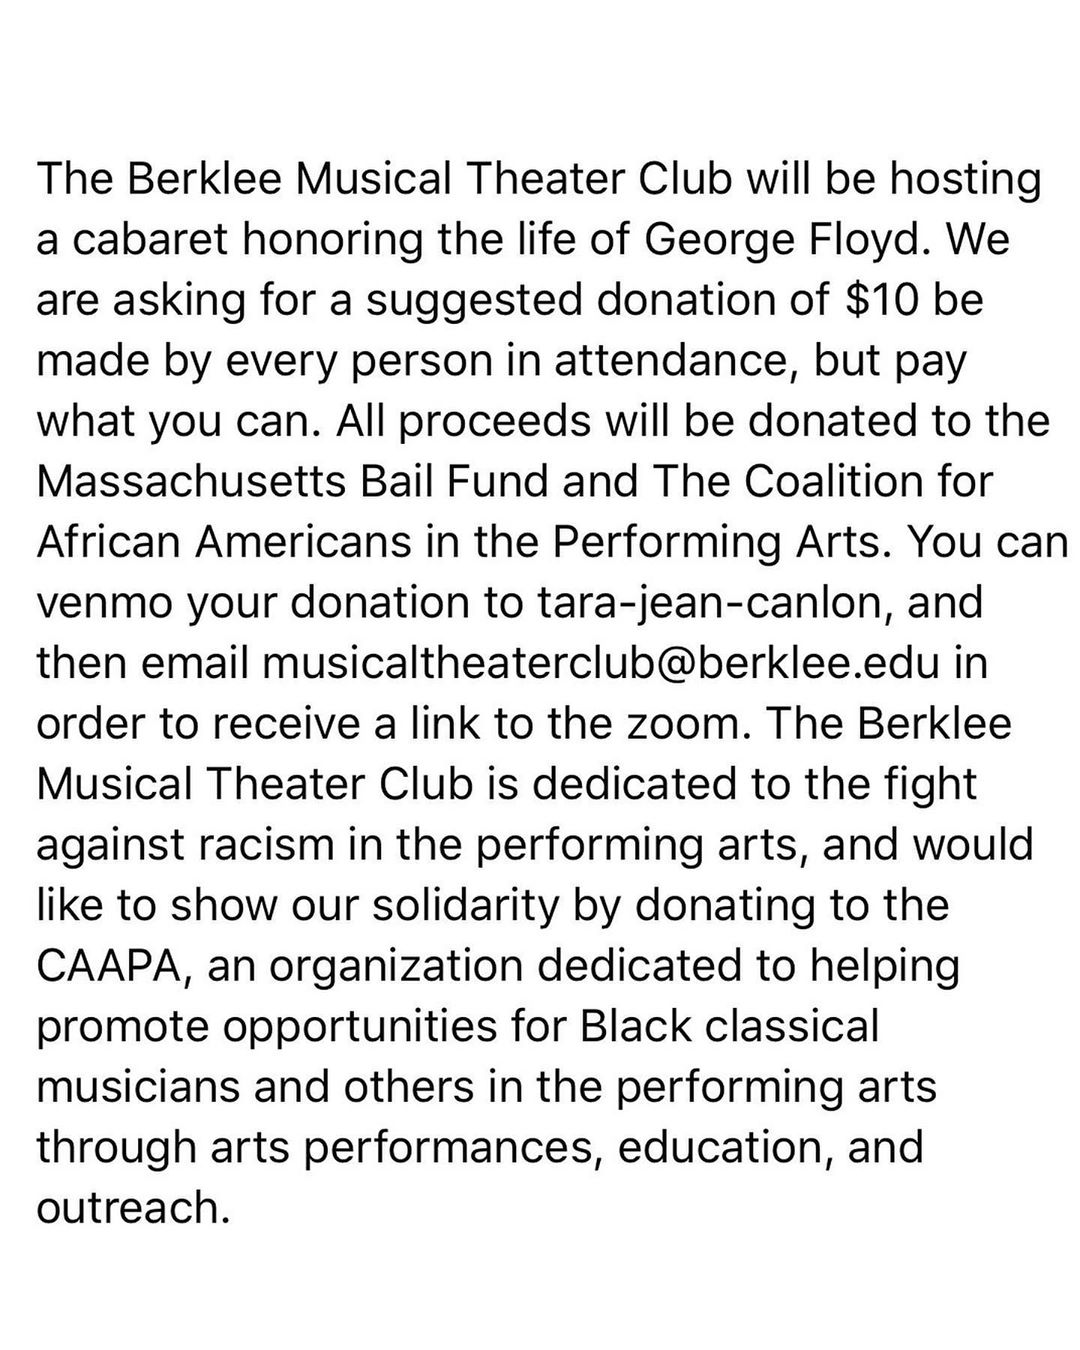 The Berklee Musical Theater Club will be hosting
a cabaret honoring the life of George Floyd. We
are asking for a suggested donation of $10 be
made by every person in attendance, but pay
what you can. All proceeds will be donated to the
Massachusetts Bail Fund and The Coalition for
African Americans in the Performing Arts. You can
venmo your donation to tara-jean-canlon, and
then email musicaltheaterclub@berklee.edu in
order to receive a link to the zoom. The Berklee
Musical Theater Club is dedicated to the fight
against racism in the performing arts, and would
like to show our solidarity by donating to the
CAAPA, an organization dedicated to helping
promote opportunities for Black classical
musicians and others in the performing arts
through arts performances, education, and
outreach.